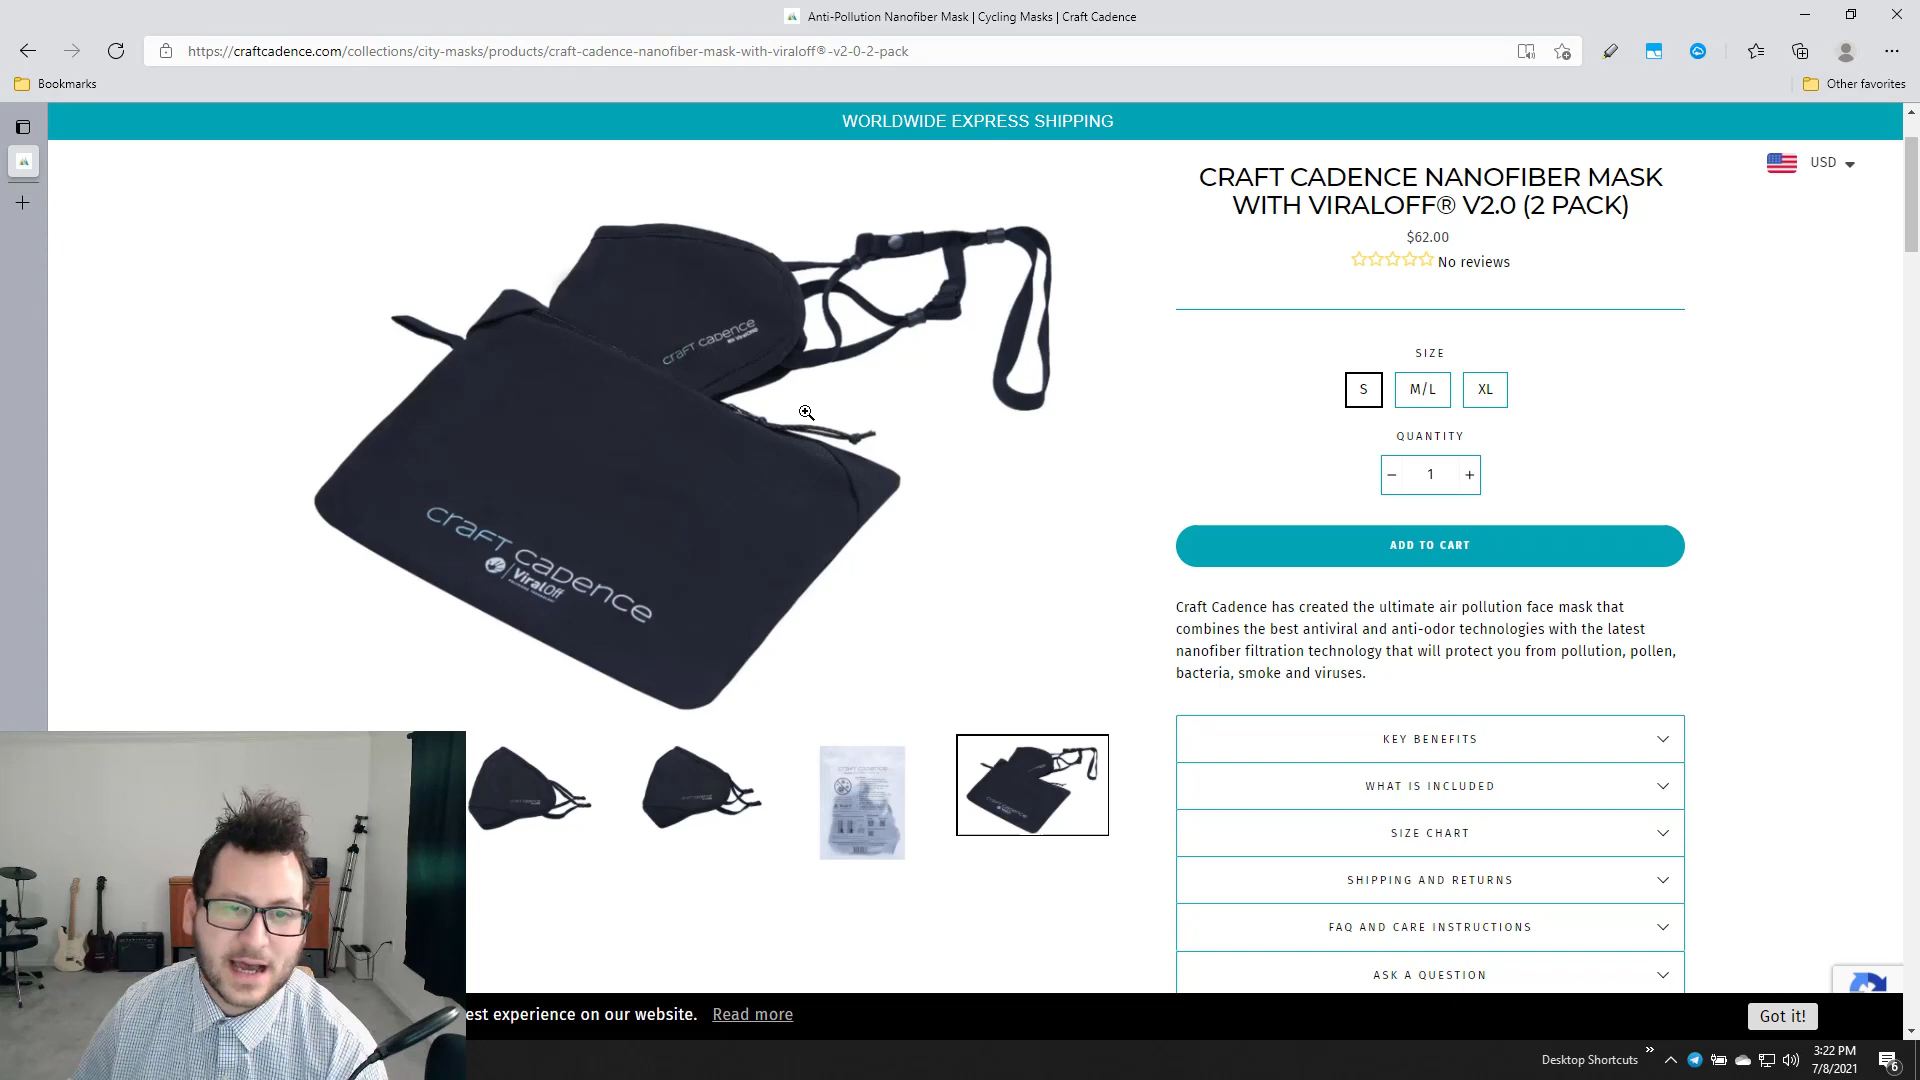 Anti-Pollution Nanofiber Mask | Cycling Masks | Craft Cadence
https://craftcadence.com/collections/city-masks/products/craft-cadence-nanofiber-mask-with-viraloff®-v2-0-2-pack
Bookmarks
Other favorites
WORLDWIDE EXPRESS SHIPPING
USD
CRAFT CADENCE NANOFIBER MASK
WITH VIRALOFF® V2.0 (2 PACK)
$62.00
No reviews
craft cadence
craft cadence
ViralOff
SIZE
S
M/L
XL
QUANTITY
− 1 +
ADD TO CART
Craft Cadence has created the ultimate air pollution face mask that
combines the best antiviral and anti-odor technologies with the latest
nanofiber filtration technology that will protect you from pollution, pollen,
bacteria, smoke and viruses.
KEY BENEFITS
WHAT IS INCLUDED
SIZE CHART
SHIPPING AND RETURNS
FAQ AND CARE INSTRUCTIONS
ASK A QUESTION
est experience on our website. Read more
Got it!
Desktop Shortcuts
3:22 PM
7/8/2021
6